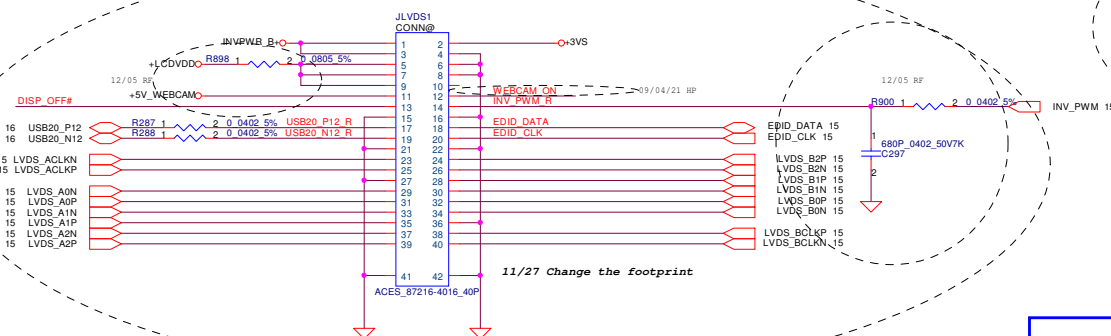 JLVDS1
CONN@
INVPWR_B+
+3VS
+LCDVDD R898 1 2 0_0805_5%
12/05 RF
+5V_WEBCAM
WEBCAM_ON
09/04/21 HP
12/05 RF
DISP_OFF#
INV_PWM_R
R900 1 2 0_0402_5%
INV_PWM 15
16 USB20_P12 R287 1 2 0_0402_5% USB20_P12_R
EDID_DATA
EDID_DATA 15
16 USB20_N12 R288 1 2 0_0402_5% USB20_N12_R
EDID_CLK
EDID_CLK 15
1
680P_0402_50V7K
C297
2
5 LVDS_ACLKN
15 LVDS_ACLKP
15 LVDS_A0N
15 LVDS_A0P
15 LVDS_A1N
15 LVDS_A1P
15 LVDS_A2N
15 LVDS_A2P
1 2
3 4
5 6
7 8
9 10
11 12
13 14
15 16
17 18
19 20
21 22
23 24
25 26
27 28
29 30
31 32
33 34
35 36
37 38
39 40
41 42
LVDS_B2P 15
LVDS_B2N 15
LVDS_B1P 15
LVDS_B1N 15
LVDS_B0P 15
LVDS_B0N 15
LVDS_BCLKP 15
LVDS_BCLKN 15
11/27 Change the footprint
ACES_87216-4016_40P